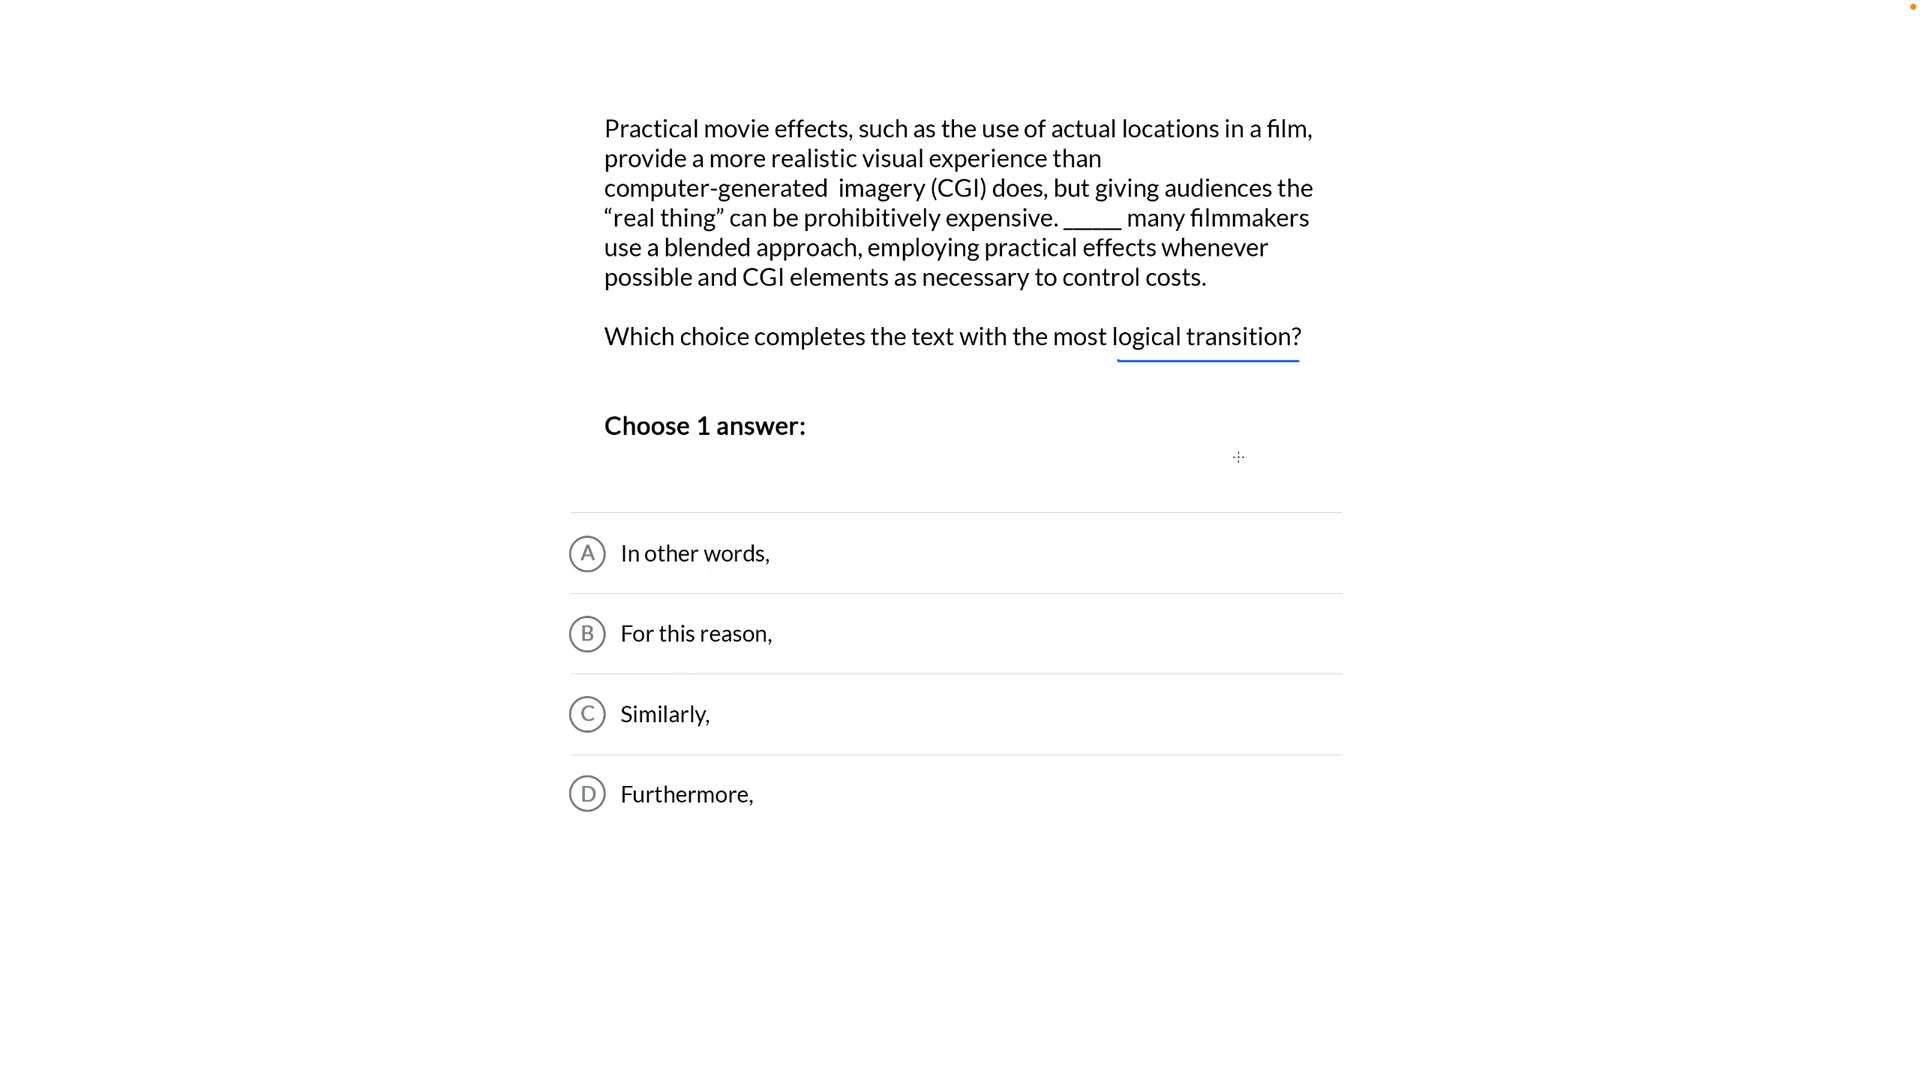 Practical movie effects, such as the use of actual locations in a film,
provide a more realistic visual experience than
computer-generated  imagery (CGI) does, but giving audiences the
“real thing” can be prohibitively expensive. _____ many filmmakers
use a blended approach, employing practical effects whenever
possible and CGI elements as necessary to control costs.
Which choice completes the text with the most logical transition?
Choose 1 answer:
A In other words,
B For this reason,
C Similarly,
D Furthermore,